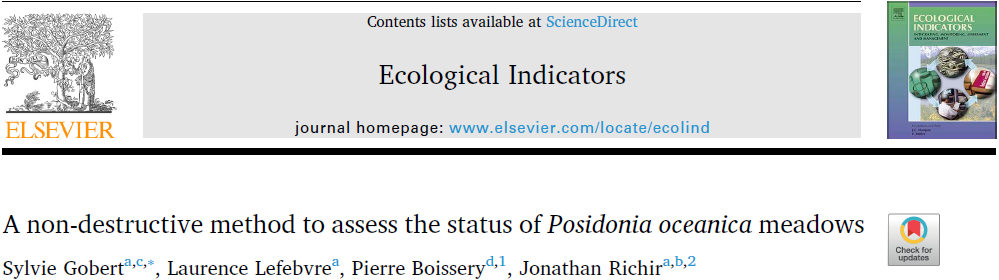 Contents lists available at ScienceDirect
Ecological Indicators
journal homepage: www.elsevier.com/locate/ecolind
ELSEVIER
ECOLOGICAL
INDICATORS
A non-destructive method to assess the status of Posidonia oceanica meadows
Check for
updates
Sylvie Gobert a,c,*, Laurence Lefebvre a, Pierre Boissery d,1, Jonathan Richir a,b,2